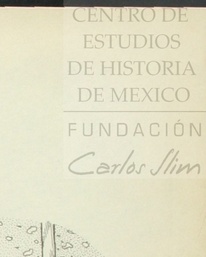 CENTRO DE
ESTUDIOS
DE HISTORIA
DE MEXICO
FUNDACIÓN
Carlos Slim